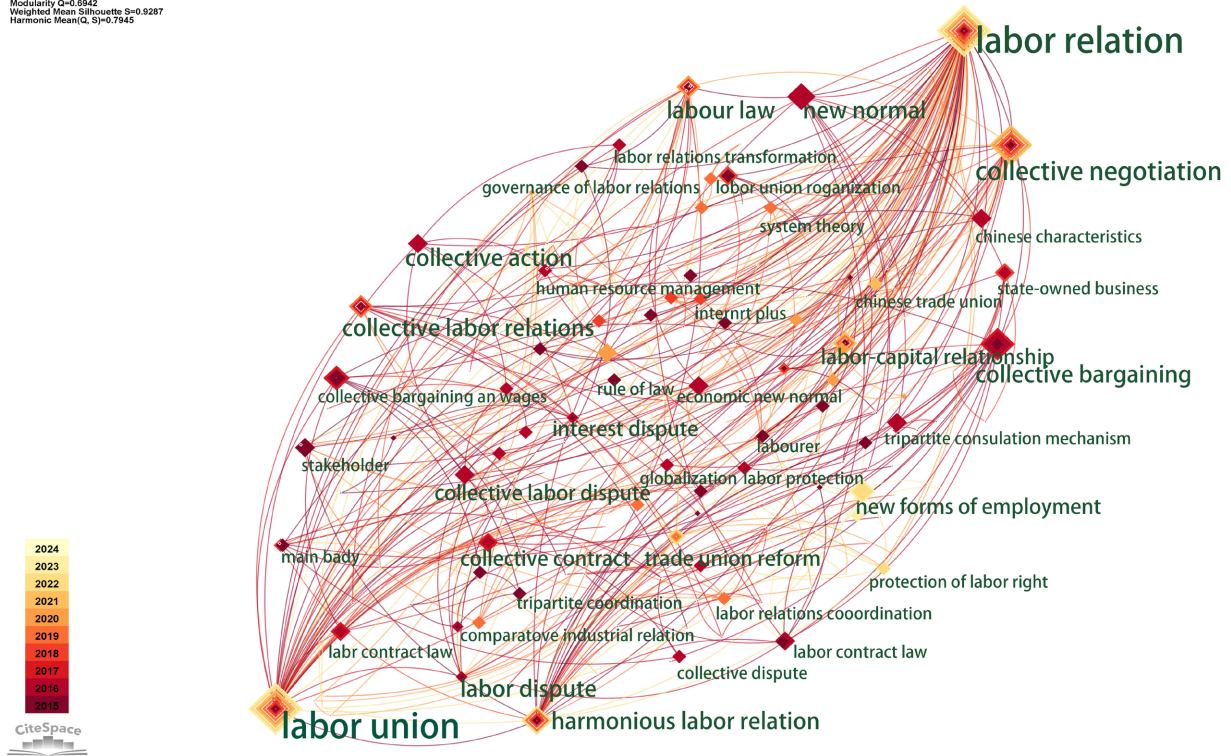 Modularity Q=0.6942
Weighted Mean Silhouette S=0.9287
Harmonic Mean(Q, S)=0.7945
labor relation
labour law
new normal
labor relations transformation
collective negotiation
governance of labor relations
lobor union roganization
system theory
chinese characteristics
collective action
human resource management
state-owned business
chinese trade union
internrt plus
collective labor relations
labor-capital relationship
collective bargaining
rule of law
economic new normal
collective bargaining an wages
interest dispute
tripartite consulation mechanism
labourer
stakeholder
globalization
labor protection
collective labor dispute
new forms of employment
main bady
collective contract
trade union reform
protection of labor right
tripartite coordination
labor relations cooordination
comparatove industrial relation
labr contract law
labor contract law
collective dispute
labor dispute
harmonious labor relation
labor union
2024
2023
2022
2021
2020
2019
2018
2017
2016
2015
CiteSpace